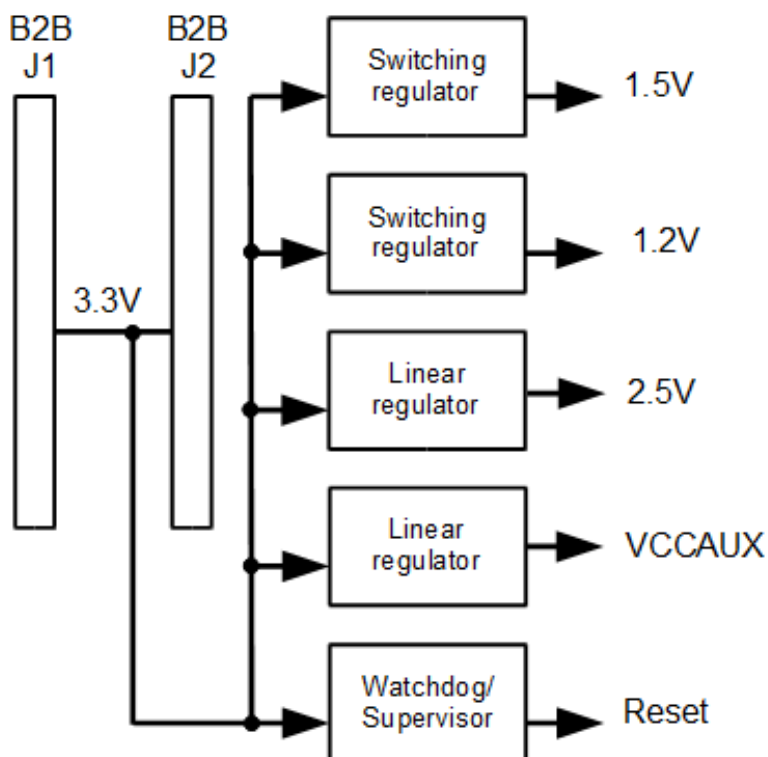 B2B
J1
B2B
J2
Switching
regulator
1.5V
Switching
regulator
1.2V
3.3V
Linear
regulator
2.5V
Linear
regulator
VCCAUX
Watchdog/
Supervisor
Reset